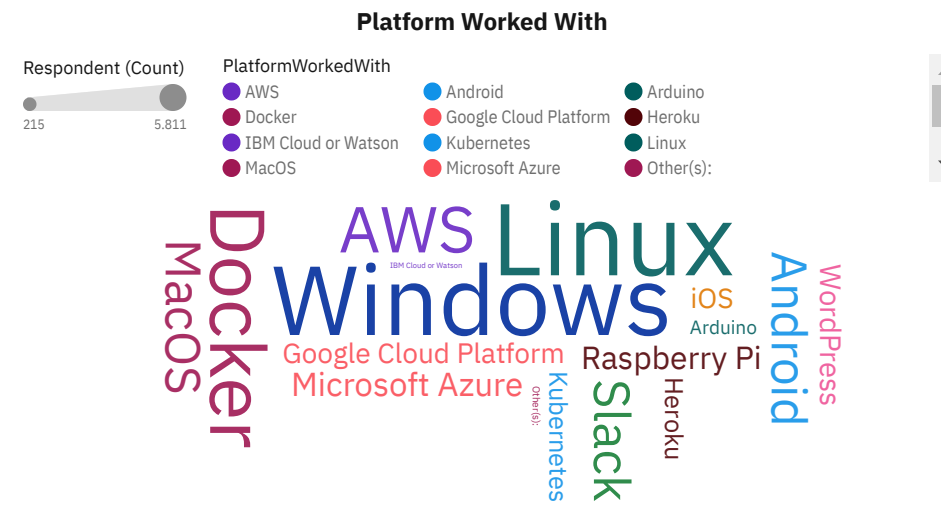 Platform Worked With
Respondent (Count)
215 5.811
PlatformWorkedWith
AWS Android Arduino
Docker Google Cloud Platform Heroku
IBM Cloud or Watson Kubernetes Linux
MacOS Microsoft Azure Other(s):
MacOS
Docker
AWS
IBM Cloud or Watson
Linux
Windows
iOS
Arduino
Google Cloud Platform
Raspberry Pi
Microsoft Azure
Other(s):
Kubernetes
Slack
Heroku
Android
WordPress